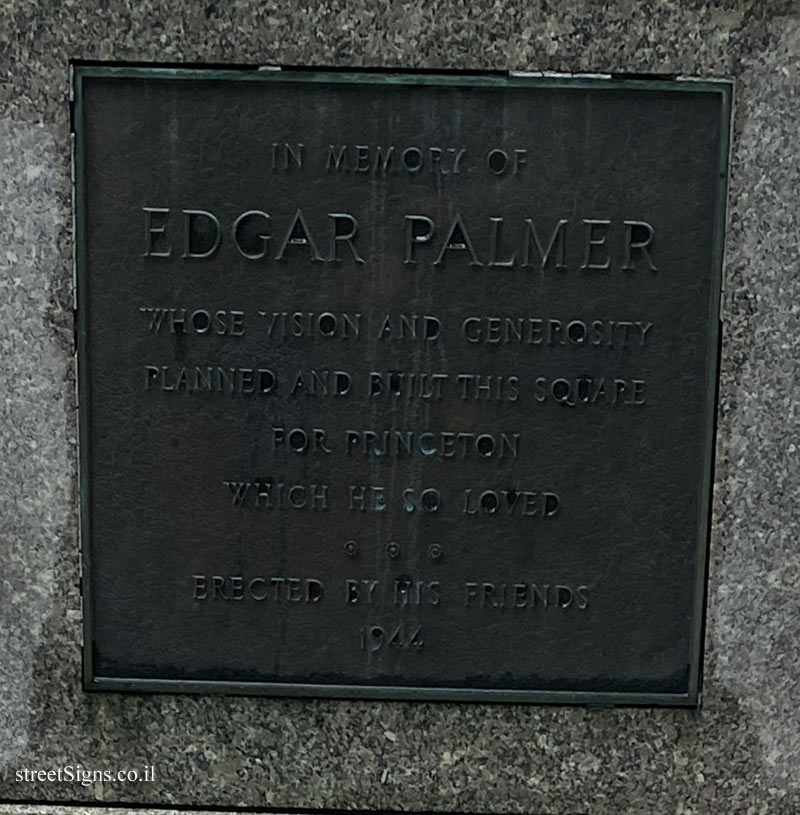 IN MEMORY OF
EDGAR PALMER
WHOSE VISION AND GENEROSITY
PLANNED AND BUILT THIS SQUARE
FOR PRINCETON
WHICH HE SO LOVED
ERECTED BY HIS FRIENDS
1944
streetSigns.co.il